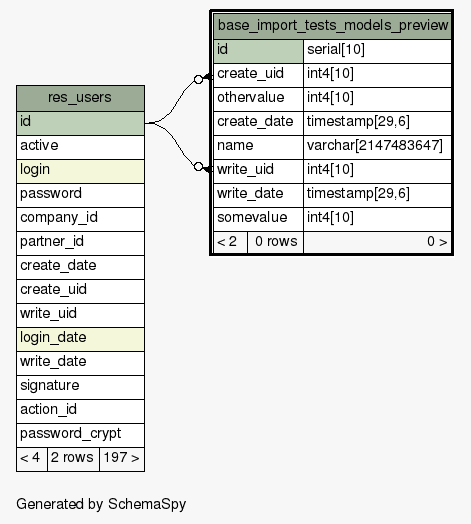 base_import_tests_models_preview
id serial[10]
create_uid int4[10]
othervalue int4[10]
create_date timestamp[29,6]
name varchar[2147483647]
write_uid int4[10]
write_date timestamp[29,6]
somevalue int4[10]
< 2 0 rows 0 >
res_users
id
active
login
password
company_id
partner_id
create_date
create_uid
write_uid
login_date
write_date
signature
action_id
password_crypt
< 4 2 rows 197 >
Generated by SchemaSpy